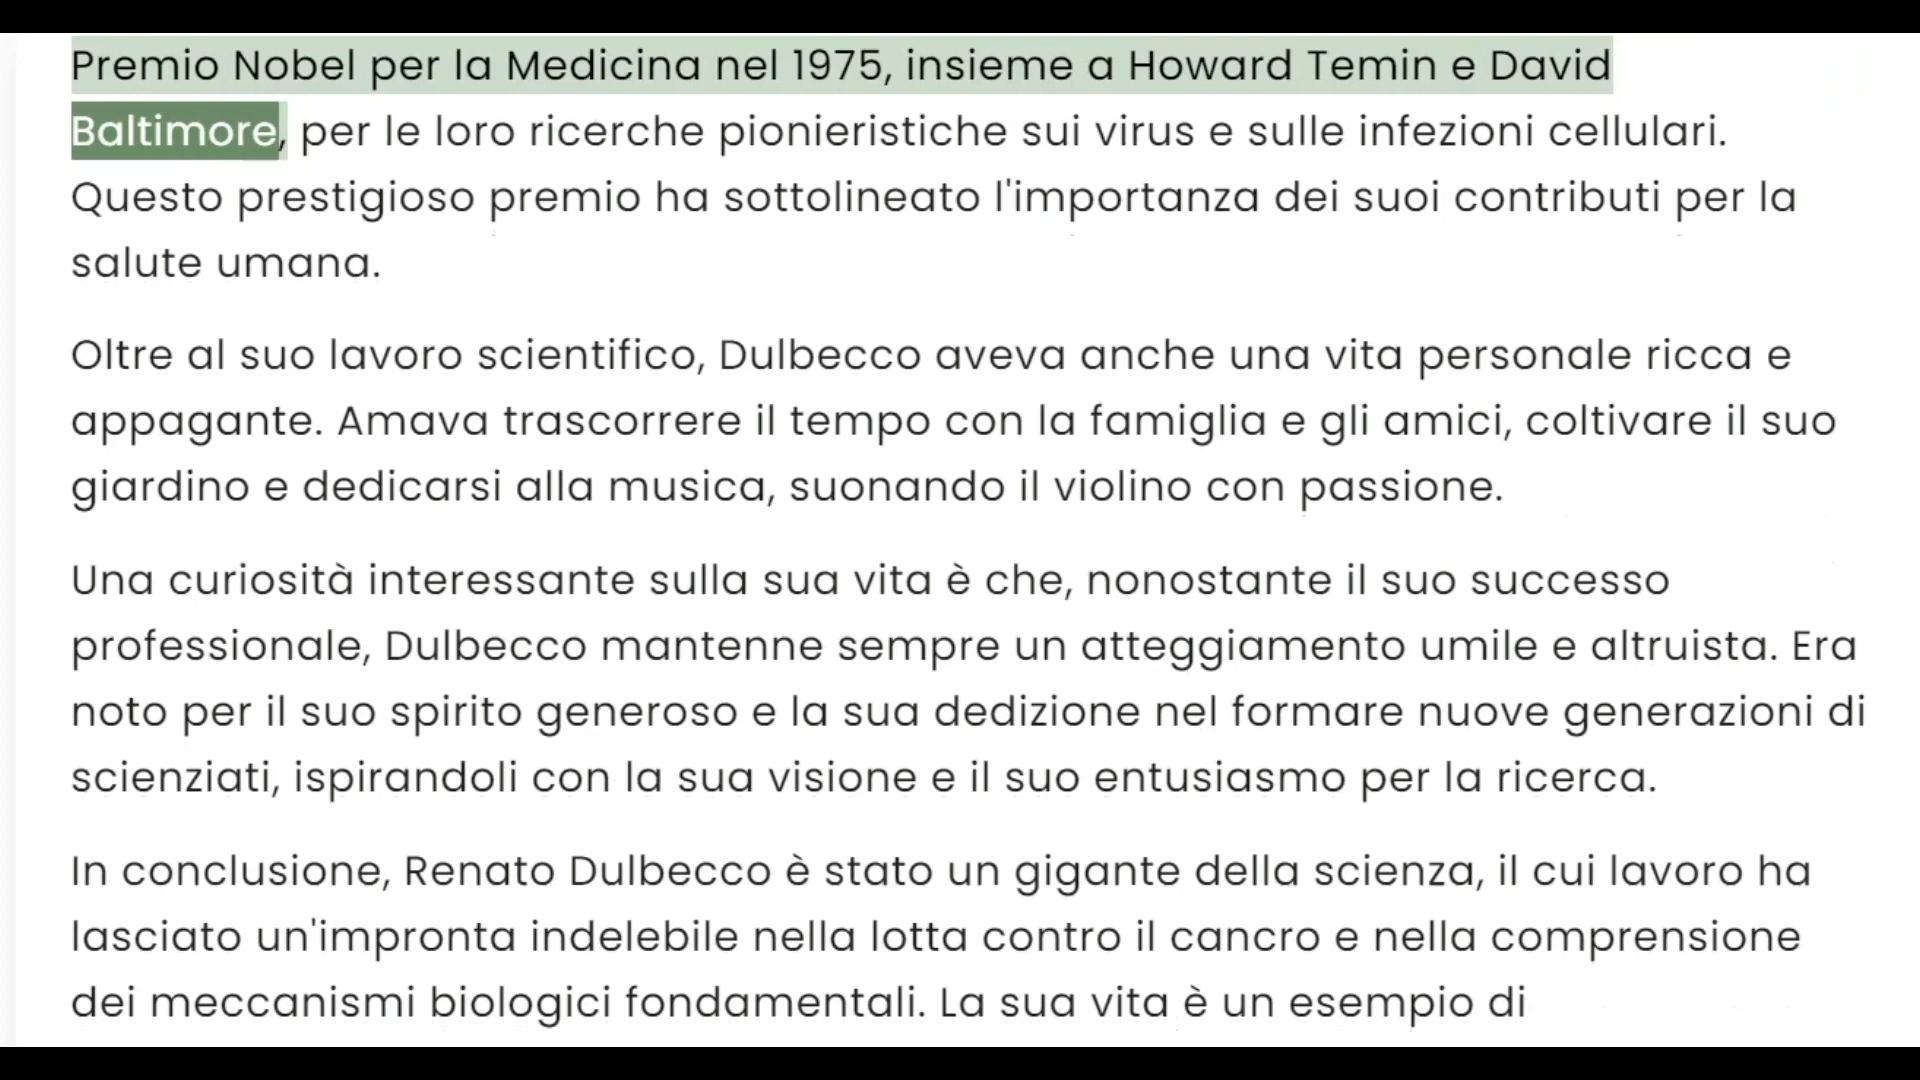 Premio Nobel per la Medicina nel 1975, insieme a Howard Temin e David
Baltimore, per le loro ricerche pionieristiche sui virus e sulle infezioni cellulari.
Questo prestigioso premio ha sottolineato l'importanza dei suoi contributi per la
salute umana.
Oltre al suo lavoro scientifico, Dulbecco aveva anche una vita personale ricca e
appagante. Amava trascorrere il tempo con la famiglia e gli amici, coltivare il suo
giardino e dedicarsi alla musica, suonando il violino con passione.
Una curiosità interessante sulla sua vita è che, nonostante il suo successo
professionale, Dulbecco mantenne sempre un atteggiamento umile e altruista. Era
noto per il suo spirito generoso e la sua dedizione nel formare nuove generazioni di
scienziati, ispirandoli con la sua visione e il suo entusiasmo per la ricerca.
In conclusione, Renato Dulbecco è stato un gigante della scienza, il cui lavoro ha
lasciato un'impronta indelebile nella lotta contro il cancro e nella comprensione
dei meccanismi biologici fondamentali. La sua vita è un esempio di